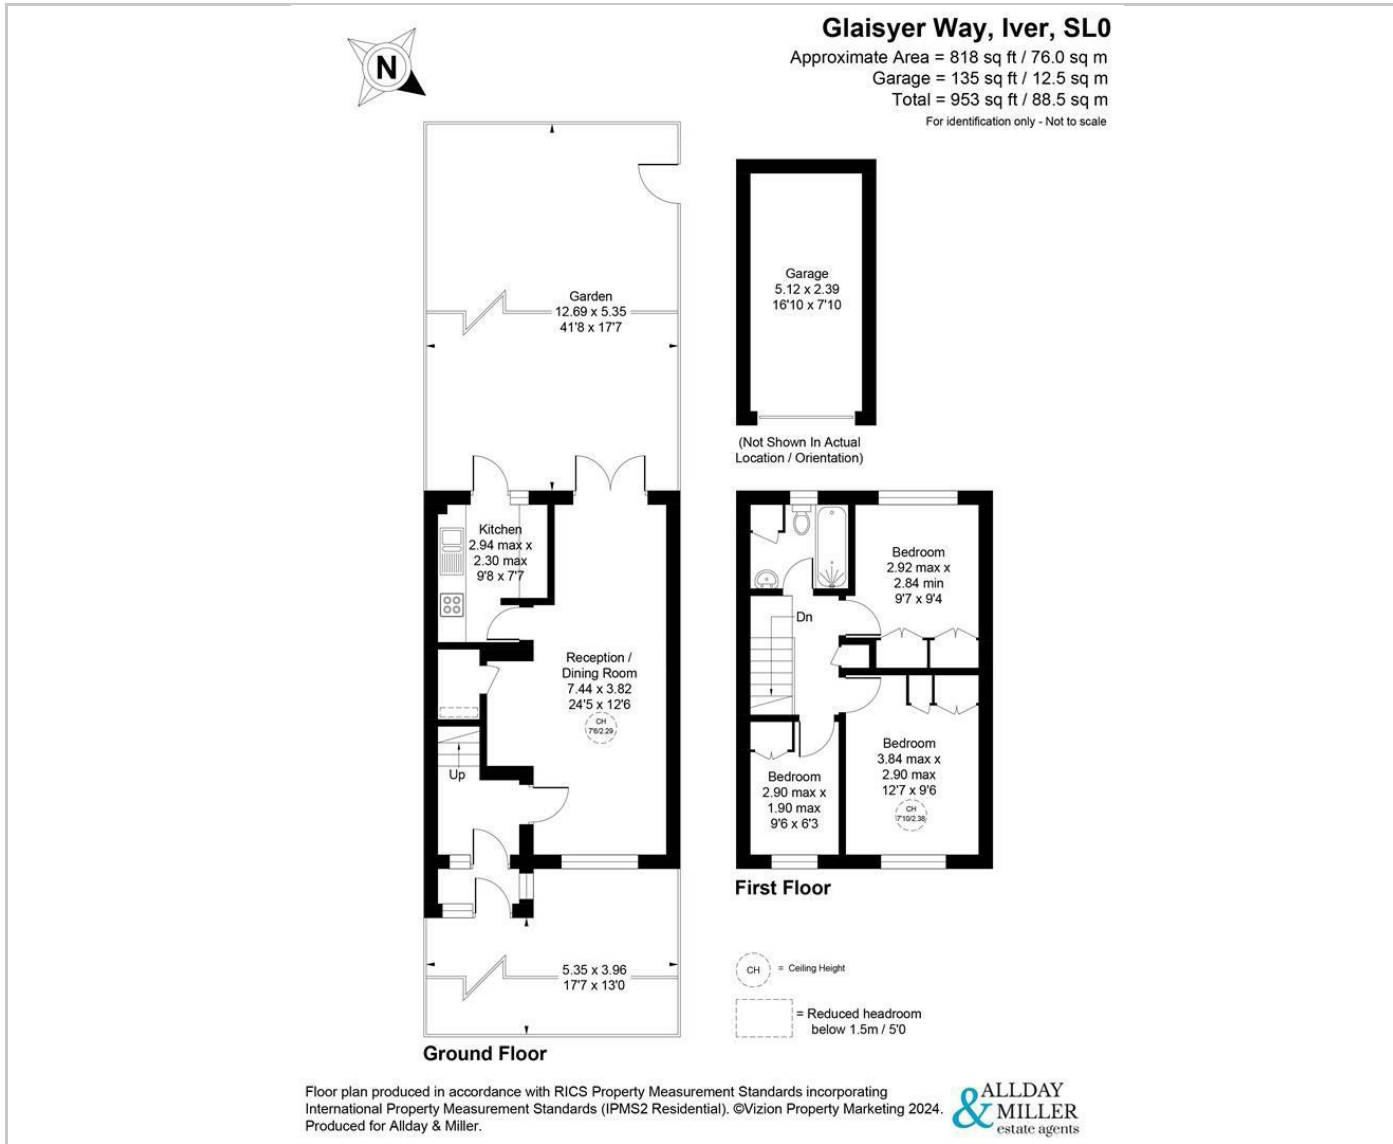 Glaisyer Way, Iver, SL0
Approximate Area = 818 sq ft / 76.0 sq m
Garage = 135 sq ft / 12.5 sq m
Total = 953 sq ft / 88.5 sq m
For identification only - Not to scale
N
Garden
12.69 x 5.35
41'8 x 17'7
Garage
5.12 x 2.39
16'10 x 7'10
(Not Shown In Actual
Location / Orientation)
Kitchen
2.94 max x
2.30 max
9'8 x 7'7
Reception /
Dining Room
7.44 x 3.82
24'5 x 12'6
CH
7'6/2.29
Up
5.35 x 3.96
17'7 x 13'0
Ground Floor
Bedroom
2.92 max x
2.84 min
9'7 x 9'4
Dn
Bedroom
3.84 max x
2.90 max
12'7 x 9'6
CH
7'10/2.38
Bedroom
2.90 max x
1.90 max
9'6 x 6'3
First Floor
CH = Ceiling Height
= Reduced headroom
below 1.5m / 5'0
Floor plan produced in accordance with RICS Property Measurement Standards incorporating
International Property Measurement Standards (IPMS2 Residential). ©Vizion Property Marketing 2024.
Produced for Allday & Miller.
ALLDAY
& MILLER
estate agents